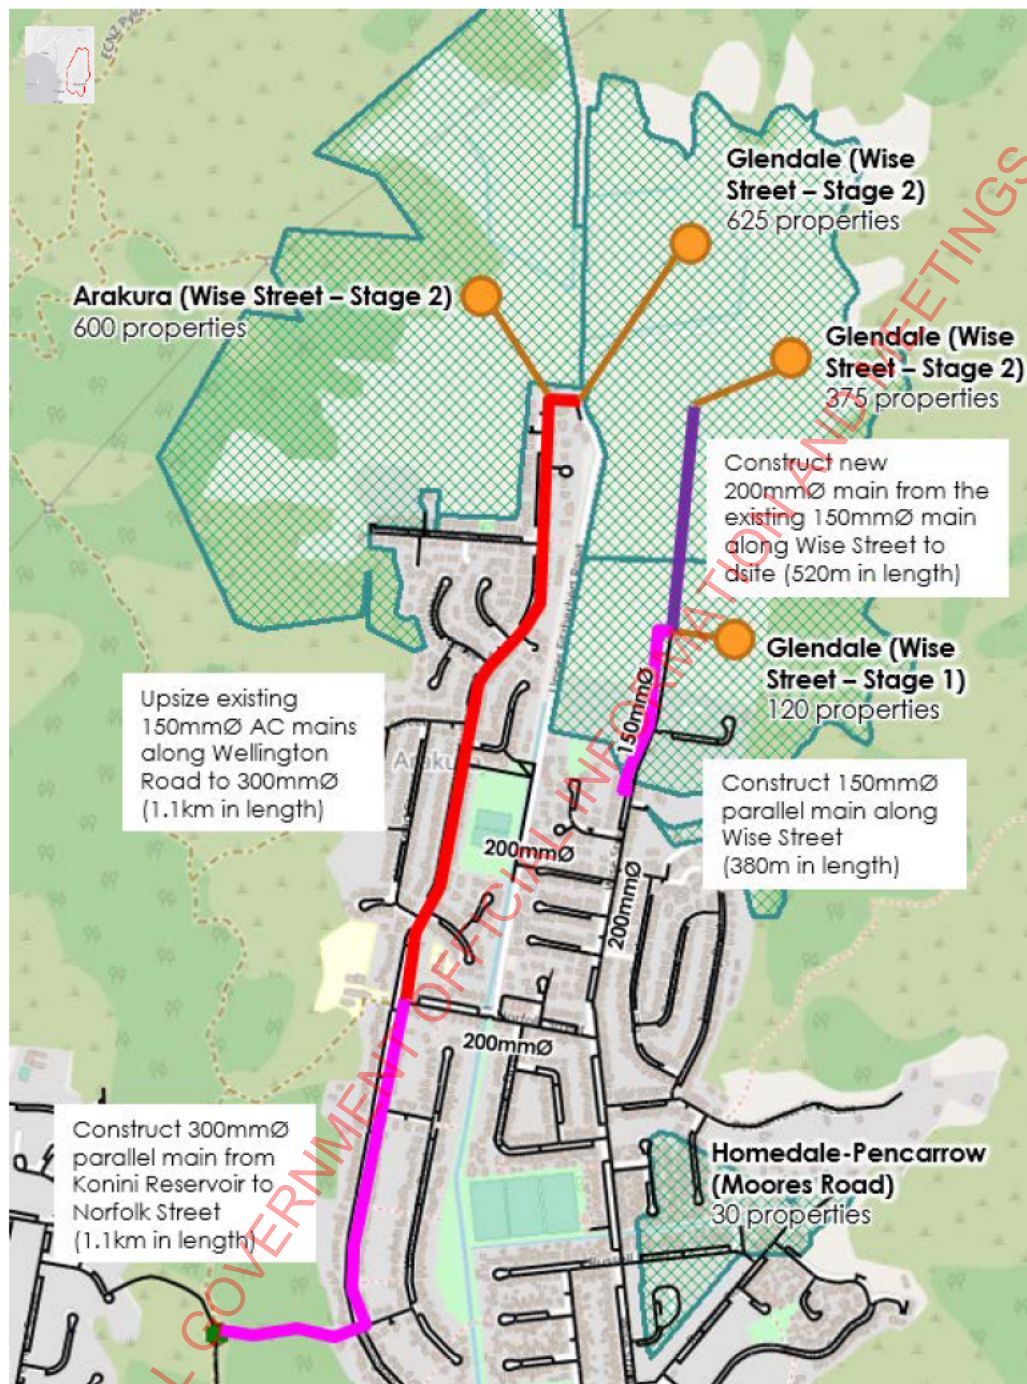 ECNZ Pylon
Glendale (Wise
Street – Stage 2)
625 properties
Arakura (Wise Street – Stage 2)
600 properties
Glendale (Wise
Street – Stage 2)
375 properties
Construct new
200mmØ main from the
existing 150mmØ main
along Wise Street to
dsite (520m in length)
Glendale (Wise
Street – Stage 1)
120 properties
Upsize existing
150mmØ AC mains
along Wellington
Road to 300mmØ
(1.1km in length)
150mmØ
Construct 150mmØ
parallel main along
Wise Street
(380m in length)
200mmØ
200mmØ
200mmØ
Construct 300mmØ
parallel main from
Konini Reservoir to
Norfolk Street
(1.1km in length)
Homedale-Pencarrow
(Moores Road)
30 properties
GOVERNMENT OFFICIAL INFORMATION AND MEETINGS